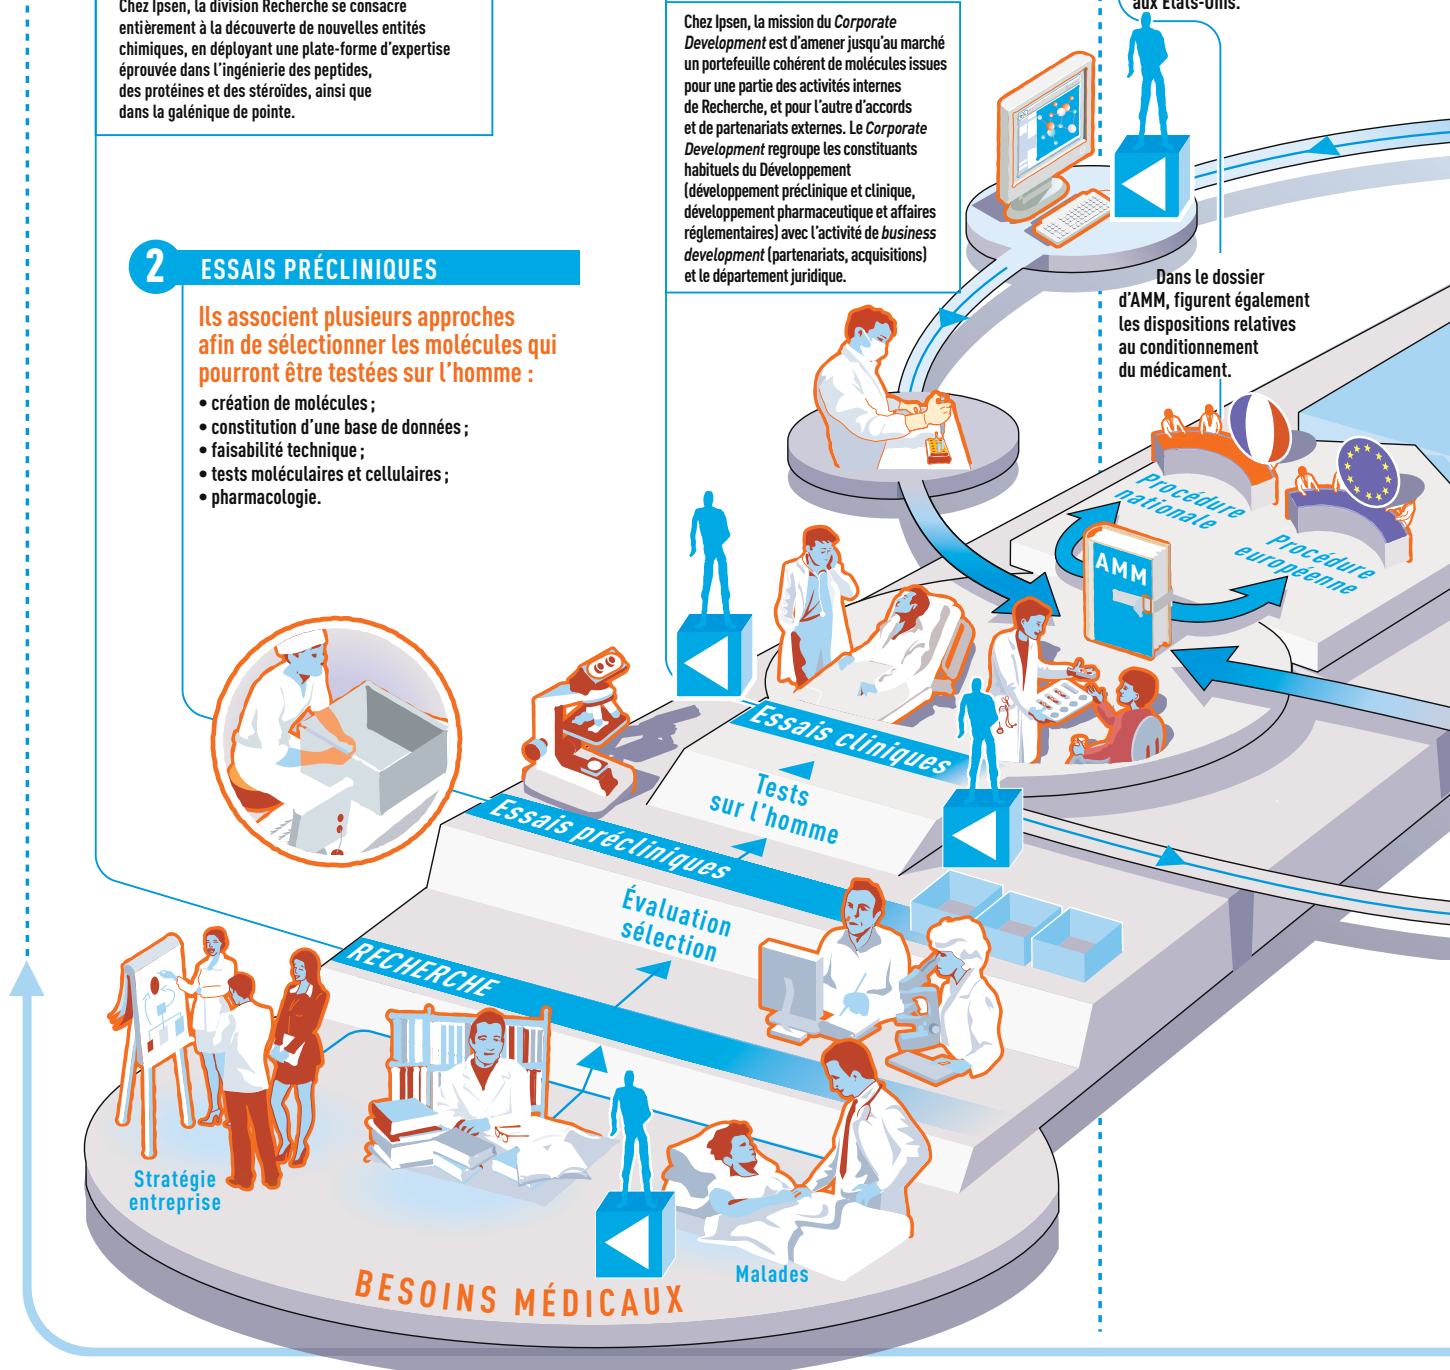 Chez Ipsen, la division Recherche se consacre
entièrement à la découverte de nouvelles entités
chimiques, en déployant une plate-forme d'expertise
éprouvée dans l'ingénierie des peptides,
des protéines et des stéroïdes, ainsi que
dans la galénique de pointe.
Chez Ipsen, la mission du Corporate
Development est d'amener jusqu'au marché
un portefeuille cohérent de molécules issues
pour une partie des activités internes
de Recherche, et pour l'autre d'accords
et de partenariats externes. Le Corporate
Development regroupe les constituants
habituels du Développement
(développement préclinique et clinique,
développement pharmaceutique et affaires
réglementaires) avec l'activité de business
development (partenariats, acquisitions)
et le département juridique.
aux États-Unis.
2 ESSAIS PRÉCLINIQUES
Ils associent plusieurs approches
afin de sélectionner les molécules qui
pourront être testées sur l'homme :
• création de molécules ;
• constitution d'une base de données ;
• faisabilité technique ;
• tests moléculaires et cellulaires ;
• pharmacologie.
Dans le dossier
d'AMM, figurent également
les dispositions relatives
au conditionnement
du médicament.
Procédure
nationale
Procédure
européenne
AMM
Essais cliniques
Tests
sur l'homme
Essais précliniques
Évaluation
sélection
RECHERCHE
Stratégie
entreprise
Malades
BESOINS MÉDICAUX